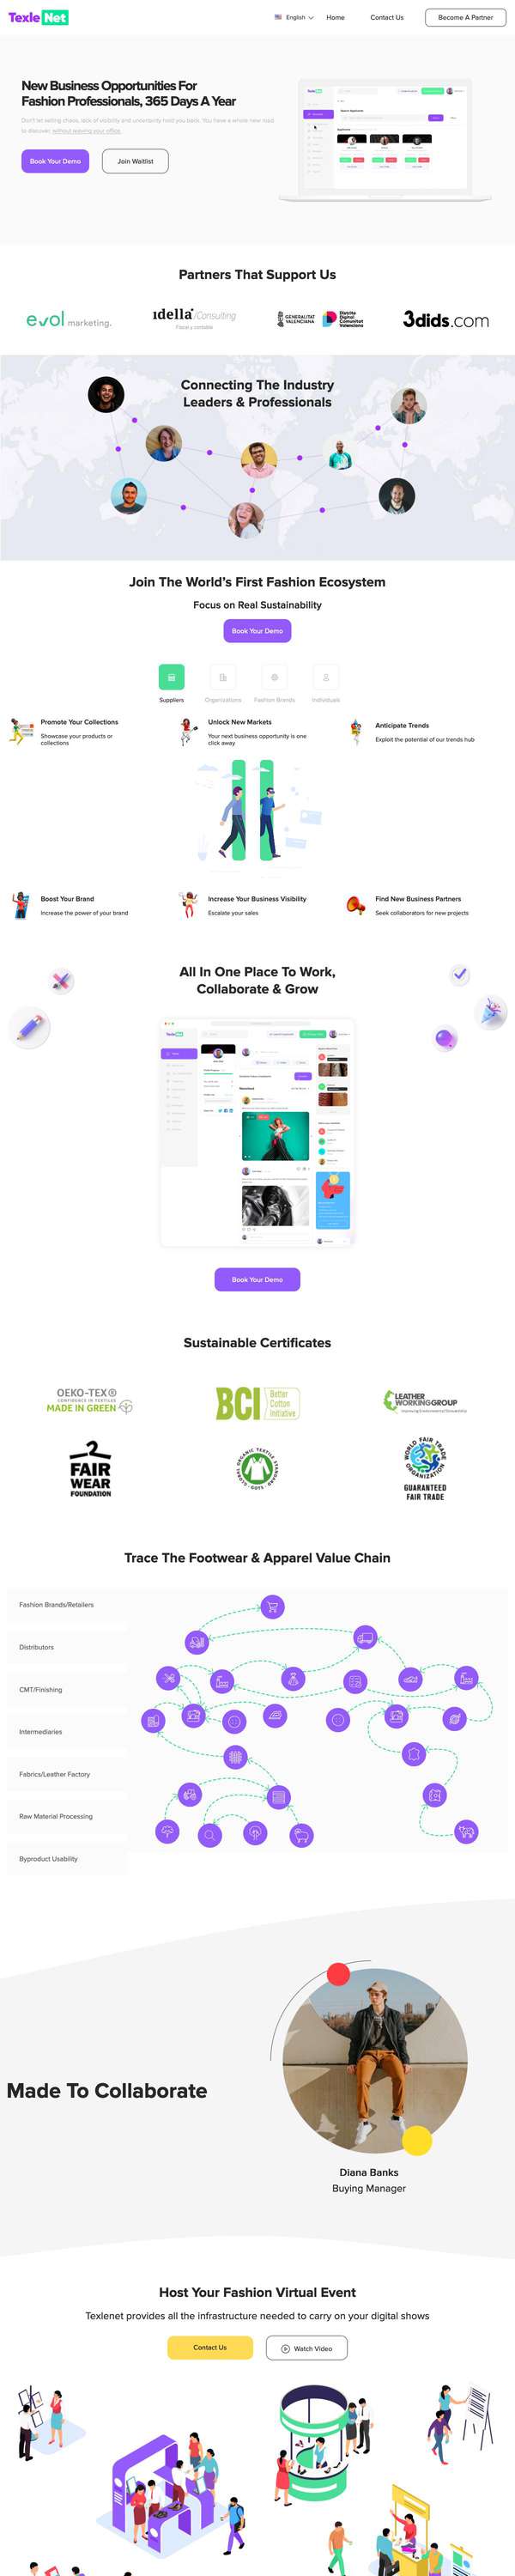 Texle Net
English
Home
Contact Us
Become A Partner
New Business Opportunities For
Fashion Professionals, 365 Days A Year
Don't let selling chaos, lack of visibility and uncertainty hold you back. You have a whole new road
to discover, without leaving your office.
Book Your Demo
Join Waitlist
Partners That Support Us
evol marketing.
idella Consulting
Fiscal y contable
GENERALITAT
VALENCIANA
Distrito
Digital
Comunitat
Valenciana
3dids.com
Connecting The Industry
Leaders & Professionals
Join The World's First Fashion Ecosystem
Focus on Real Sustainability
Book Your Demo
Suppliers
Organizations
Fashion Brands
Individuals
Promote Your Collections
Showcase your products or
collections
Unlock New Markets
Your next business opportunity is one
click away
Anticipate Trends
Exploit the potential of our trends hub
Boost Your Brand
Increase the power of your brand
Increase Your Business Visibility
Escalate your sales
Find New Business Partners
Seek collaborators for new projects
All In One Place To Work,
Collaborate & Grow
Book Your Demo
Sustainable Certificates
OEKO-TEX®
CONFIDENCE IN TEXTILES
MADE IN GREEN
BCI
Better
Cotton
Initiative
LEATHER
WORKINGGROUP
FAIR
WEAR
FOUNDATION
GLOBAL ORGANIC TEXTILE STANDARD
GOTS
WORLD FAIR TRADE ORGANIZATION
GUARANTEED
FAIR TRADE
Trace The Footwear & Apparel Value Chain
Fashion Brands/Retailers
Distributors
CMT/Finishing
Intermediaries
Fabrics/Leather Factory
Raw Material Processing
Byproduct Usability
Made To Collaborate
Diana Banks
Buying Manager
Host Your Fashion Virtual Event
Texlenet provides all the infrastructure needed to carry on your digital shows
Contact Us
Watch Video